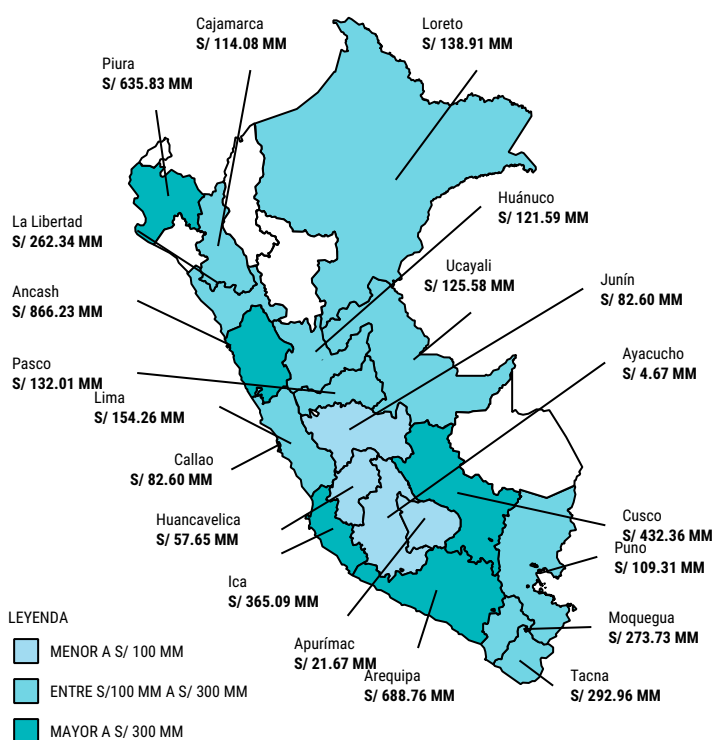 Cajamarca
S/ 114.08 MM
Loreto
S/ 138.91 MM
Piura
S/ 635.83 MM
Huánuco
S/ 121.59 MM
La Libertad
S/ 262.34 MM
Ucayali
S/ 125.58 MM
Junín
S/ 82.60 MM
Ancash
S/ 866.23 MM
Ayacucho
S/ 4.67 MM
Pasco
S/ 132.01 MM
Lima
S/ 154.26 MM
Callao
S/ 82.60 MM
Huancavelica
S/ 57.65 MM
Cusco
S/ 432.36 MM
Puno
S/ 109.31 MM
Ica
S/ 365.09 MM
Moquegua
S/ 273.73 MM
Apurímac
S/ 21.67 MM
Arequipa
S/ 688.76 MM
Tacna
S/ 292.96 MM
LEYENDA
MENOR A S/ 100 MM
ENTRE S/100 MM A S/ 300 MM
MAYOR A S/ 300 MM